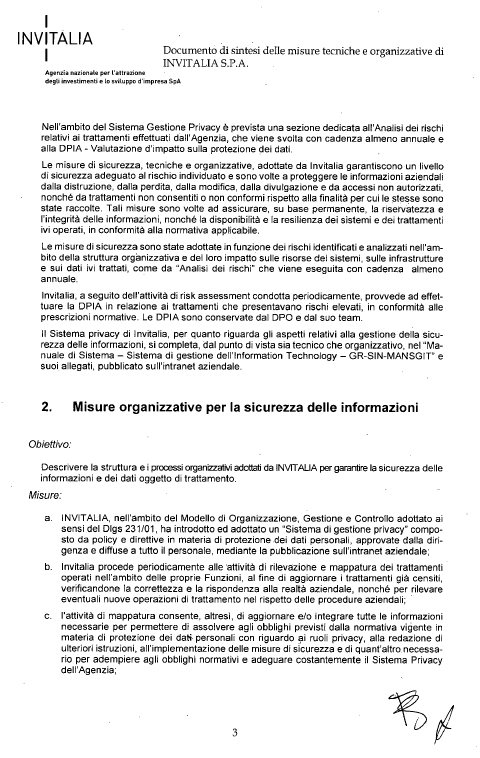 INVITALIA
Agenzia nazionale per l'attrazione
degli investimenti e lo sviluppo d'impresa SpA
Documento di sintesi delle misure tecniche e organizzative di
INVITALIA S.P.A.
Nell'ambito del Sistema Gestione Privacy è prevista una sezione dedicata all'Analisi dei rischi
relativi ai trattamenti effettuati dall'Agenzia, che viene svolta con cadenza almeno annuale e
alla DPIA - Valutazione d'impatto sulla protezione dei dati.
Le misure di sicurezza, tecniche e organizzative, adottate da Invitalia garantiscono un livello
di sicurezza adeguato al rischio individuato e sono volte a proteggere le informazioni aziendali
dalla distruzione, dalla perdita, dalla modifica, dalla divulgazione e da accessi non autorizzati,
nonché da trattamenti non consentiti o non conformi rispetto alla finalità per cui le stesse sono
state raccolte. Tali misure sono volte ad assicurare, su base permanente, la riservatezza e
l'integrità delle informazioni, nonché la disponibilità e la resilienza dei sistemi e dei trattamenti
ivi operati, in conformità alla normativa applicabile.
Le misure di sicurezza sono state adottate in funzione dei rischi identificati e analizzati nell'am-
bito della struttura organizzativa e del loro impatto sulle risorse dei sistemi, sulle infrastrutture
e sui dati ivi trattati, come da "Analisi dei rischi" che viene eseguita con cadenza almeno
annuale.
Invitalia, a seguito dell'attività di risk assessment condotta periodicamente, provvede ad effet-
tuare la DPIA in relazione ai trattamenti che presentavano rischi elevati, in conformità alle
prescrizioni normative. Le DPIA sono conservate dal DPO e dal suo team.
Il Sistema privacy di Invitalia, per quanto riguarda gli aspetti relativi alla gestione della sicu-
rezza delle informazioni, si completa, dal punto di vista sia tecnico che organizzativo, nel "Ma-
nuale di Sistema – Sistema di gestione dell'Information Technology – GR-SIN-MANSGIT" e
suoi allegati, pubblicato sull'intranet aziendale.
2. Misure organizzative per la sicurezza delle informazioni
Obiettivo:
Descrivere la struttura e i processi organizzativi adottati da INVITALIA per garantire la sicurezza delle
informazioni e dei dati oggetto di trattamento.
Misure:
a. INVITALIA, nell'ambito del Modello di Organizzazione, Gestione e Controllo adottato ai
sensi del Dlgs 231/01, ha introdotto ed adottato un "Sistema di gestione privacy" compo-
sto da policy e direttive in materia di protezione dei dati personali, approvate dalla diri-
genza e diffuse a tutto il personale, mediante la pubblicazione sull'intranet aziendale;
b. Invitalia procede periodicamente alle attività di rilevazione e mappatura dei trattamenti
operati nell'ambito delle proprie Funzioni, al fine di aggiornare i trattamenti già censiti,
verificandone la correttezza e la rispondenza alla realtà aziendale, nonché per rilevare
eventuali nuove operazioni di trattamento nel rispetto delle procedure aziendali;
c. l'attività di mappatura consente, altresì, di aggiornare e/o integrare tutte le informazioni
necessarie per permettere di assolvere agli obblighi previsti dalla normativa vigente in
materia di protezione dei dati personali con riguardo ai ruoli privacy, alla redazione di
ulteriori istruzioni, all'implementazione delle misure di sicurezza e di quant'altro necessa-
rio per adempiere agli obblighi normativi e adeguare costantemente il Sistema Privacy
dell'Agenzia;
3